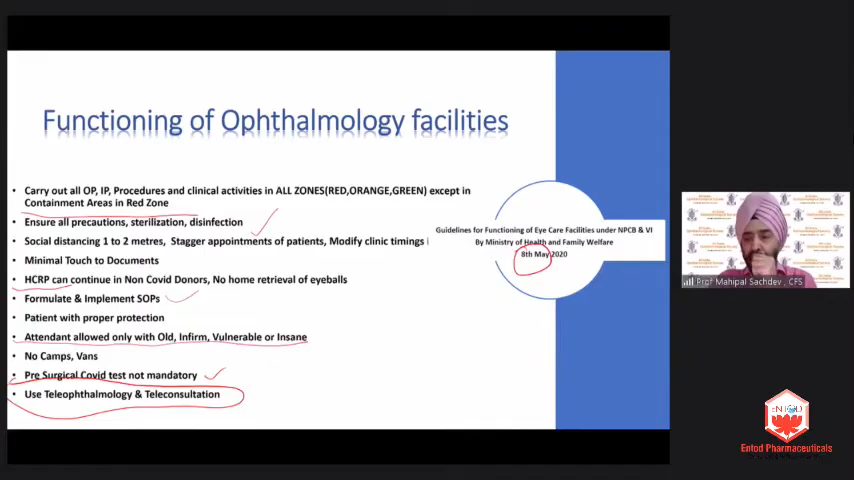 Functioning of Ophthalmology facilities
• Carry out all OP, IP, Procedures and clinical activities in ALL ZONES(RED,ORANGE,GREEN) except in
Containment Areas in Red Zone
• Ensure all precautions, sterilization, disinfection
• Social distancing 1 to 2 metres, Stagger appointments of patients, Modify clinic timings
• Minimal Touch to Documents
• HCRP can continue in Non Covid Donors, No home retrieval of eyeballs
• Formulate & Implement SOPs
• Patient with proper protection
• Attendant allowed only with Old, Infirm, Vulnerable or Insane
• No Camps, Vans
• Pre Surgical Covid test not mandatory
• Use Teleophthalmology & Teleconsultation
Guidelines for Functioning of Eye Care Facilities under NPCB & VI
By Ministry of Health and Family Welfare
8th May 2020
Prof Mahipal Sachdev , CFS
ENTOD
Entod Pharmaceuticals